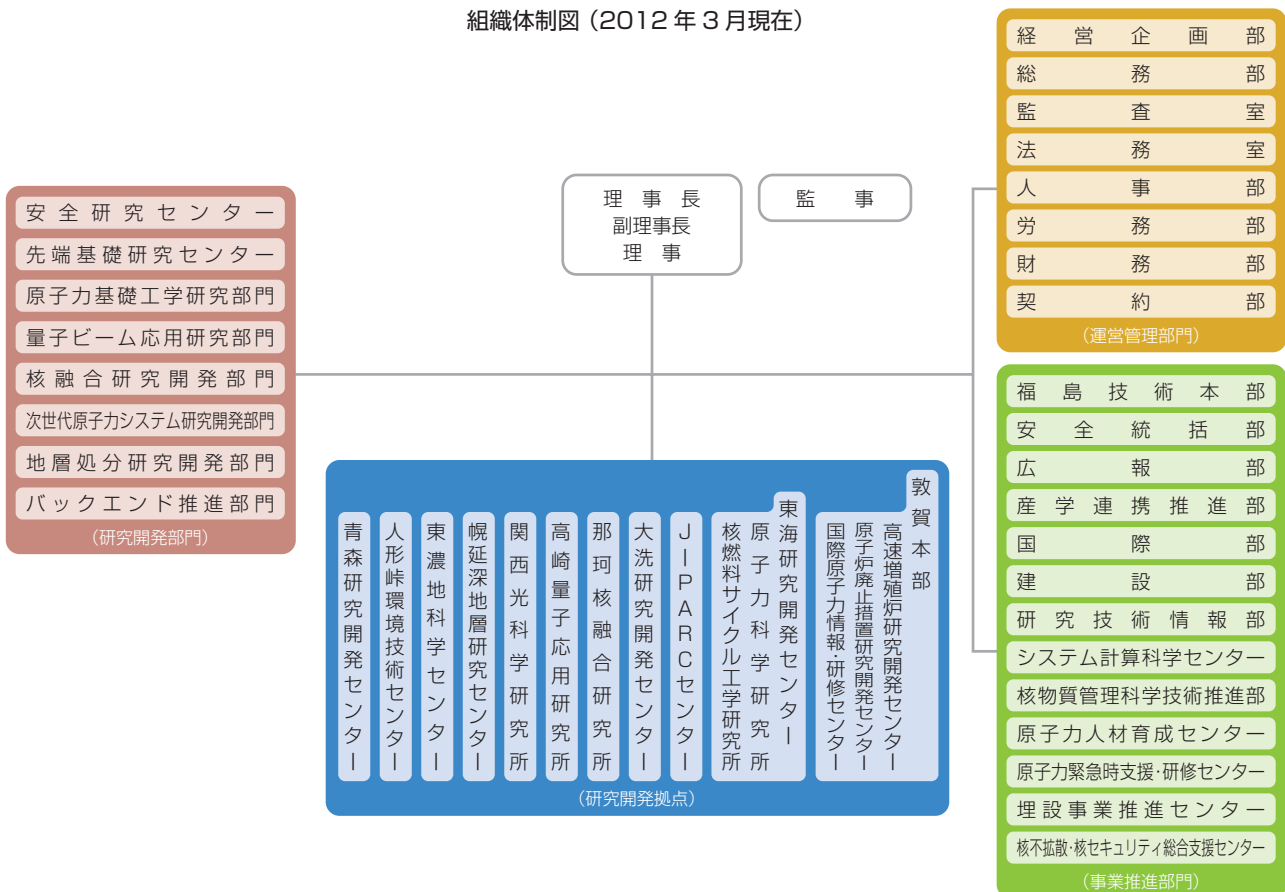 組織体制図（2012年3月現在）
理事長
副理事長
理事
監事
安全研究センター
先端基礎研究センター
原子力基礎工学研究部門
量子ビーム応用研究部門
核融合研究開発部門
次世代原子力システム研究開発部門
地層処分研究開発部門
バックエンド推進部門
（研究開発部門）
経営企画部
総務部
監査室
法務室
人事部
労務部
財務部
契約部
（運営管理部門）
福島技術本部
安全統括部
広報部
産学連携推進部
国際部
建設部
研究技術情報部
システム計算科学センター
核物質管理科学技術推進部
原子力人材育成センター
原子力緊急時支援・研修センター
埋設事業推進センター
核不拡散・核セキュリティ総合支援センター
（事業推進部門）
敦賀本部
高速増殖炉研究開発センター
原子炉廃止措置研究開発センター
国際原子力情報・研修センター
東海研究開発センター
原子力科学研究所
核燃料サイクル工学研究所
J－PARCセンター
大洗研究開発センター
那珂核融合研究所
高崎量子応用研究所
関西光科学研究所
幌延深地層研究センター
東濃地科学センター
人形峠環境技術センター
青森研究開発センター
（研究開発拠点）